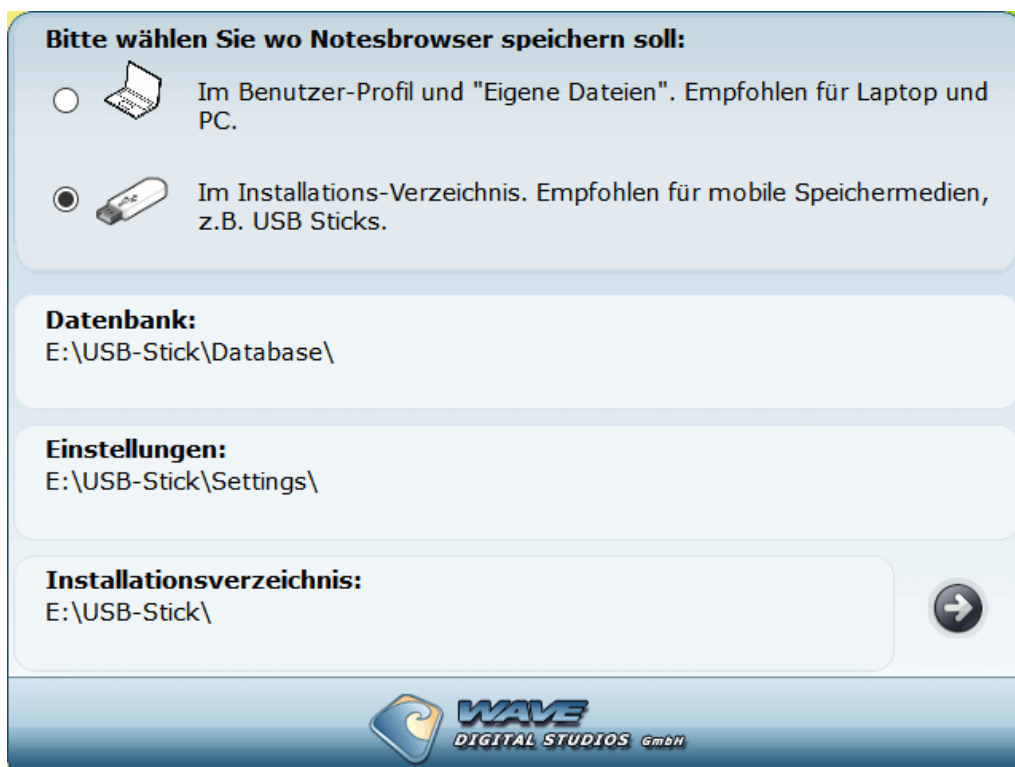 Bitte wählen Sie wo Notesbrowser speichern soll:
Im Benutzer-Profil und "Eigene Dateien". Empfohlen für Laptop und
PC.
Im Installations-Verzeichnis. Empfohlen für mobile Speichermedien,
z.B. USB Sticks.
Datenbank:
E:\USB-Stick\Database\
Einstellungen:
E:\USB-Stick\Settings\
Installationsverzeichnis:
E:\USB-Stick\
WAVE
DIGITAL STUDIOS GmbH